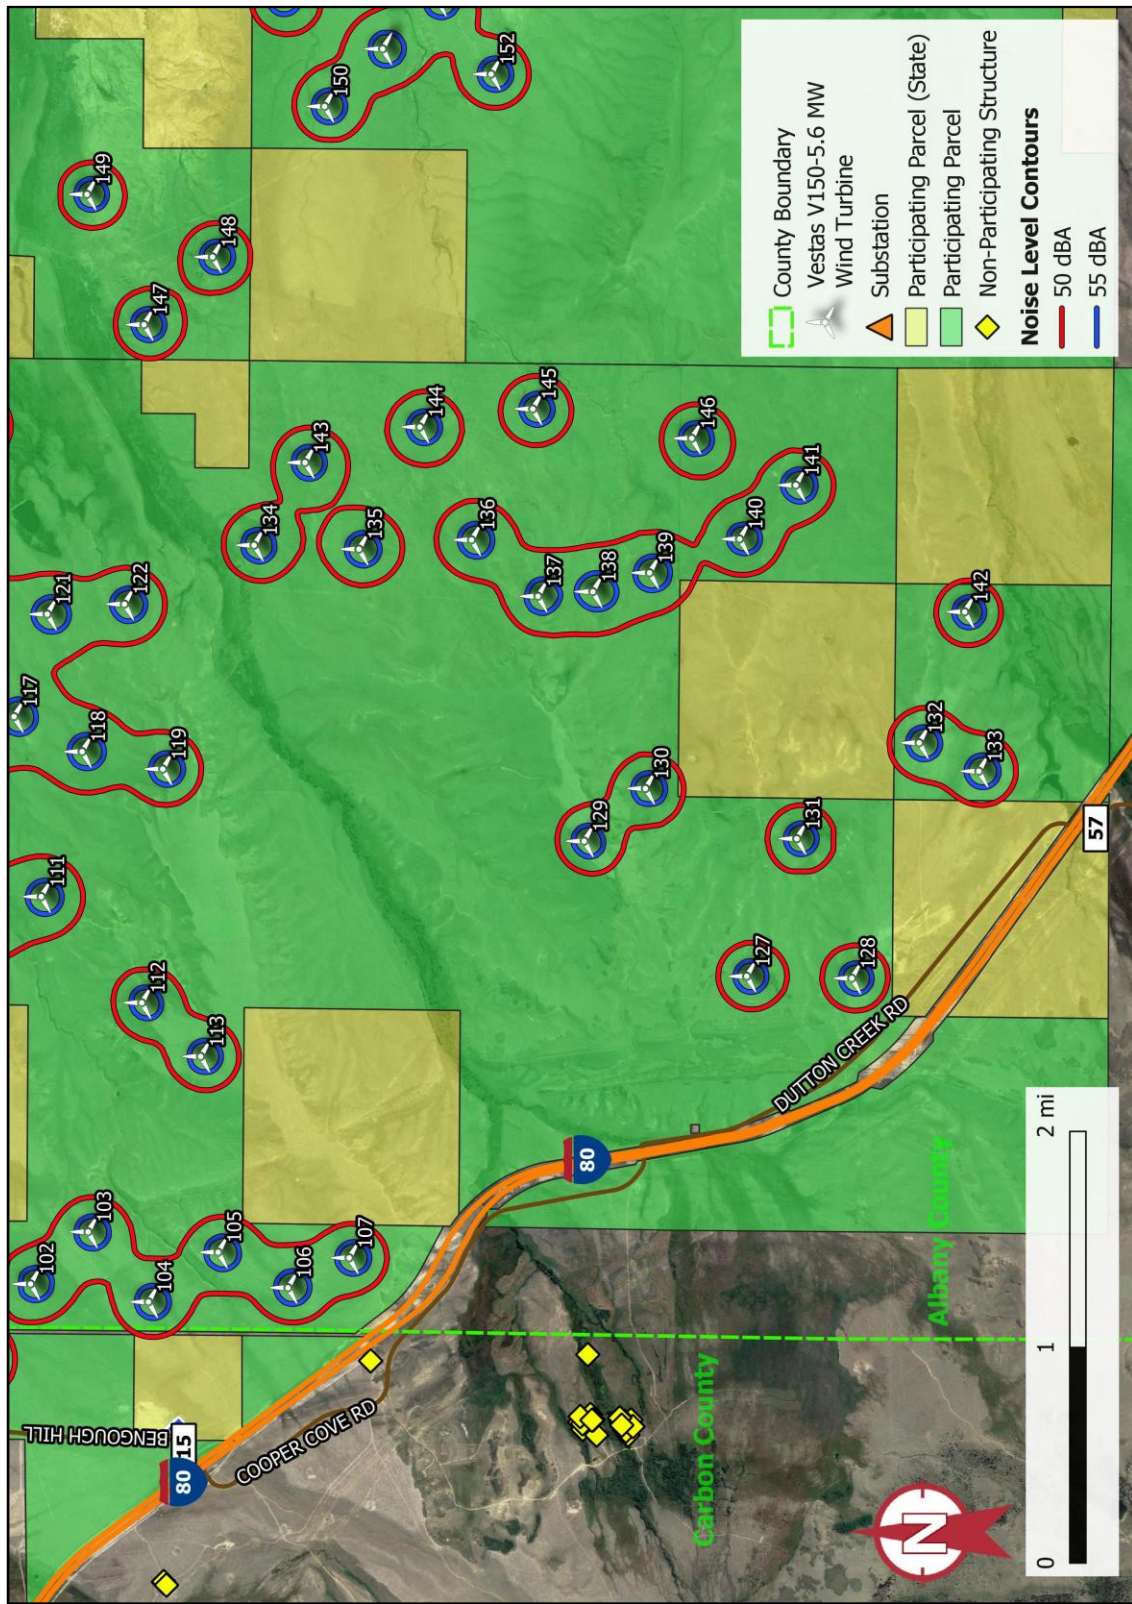 102
103
104
105
106
107
111
112
113
117
118
119
121
122
127
128
129
130
131
132
133
134
135
136
137
138
139
140
141
142
143
144
145
146
147
148
149
150
152
BENGOUGH HILL
15
80
COOPER COVE RD
80
DUTTON CREEK RD
57
Carbon County
Albany County
N
0 1 2 mi
County Boundary
Vestas V150-5.6 MW
Wind Turbine
Substation
Participating Parcel (State)
Participating Parcel
Non-Participating Structure
Noise Level Contours
50 dBA
55 dBA